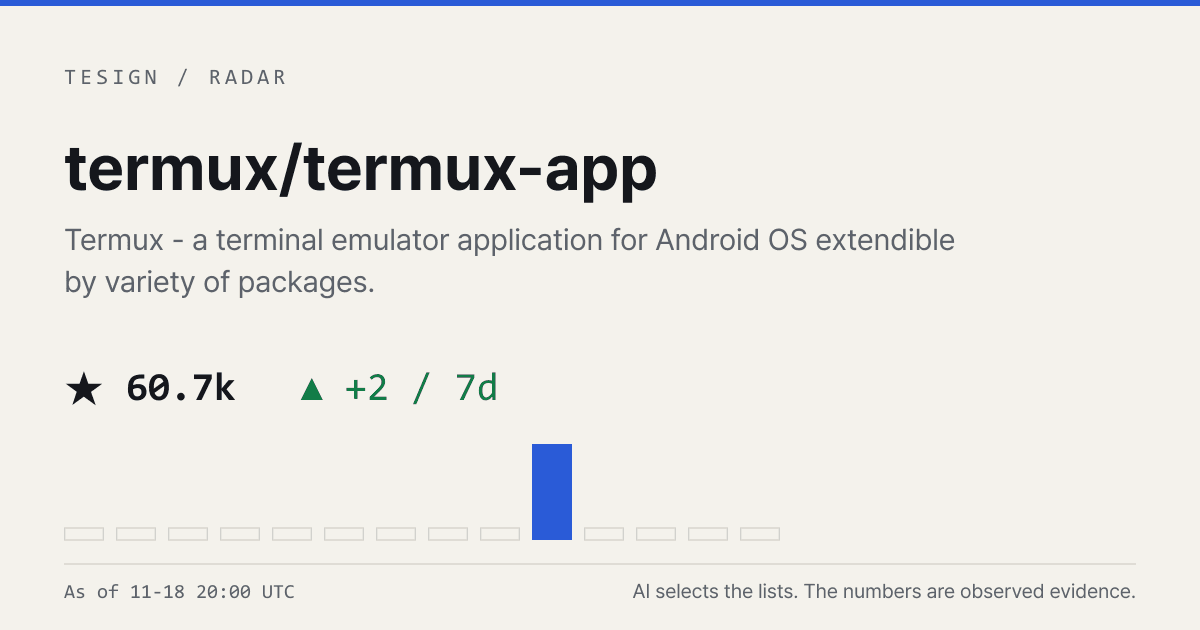 TESIGN / RADAR
termux/termux-app
Termux - a terminal emulator application for Android OS extendible
by variety of packages.
★ 60.7k ▲ +2 / 7d
As of 11-18 20:00 UTC
AI selects the lists. The numbers are observed evidence.